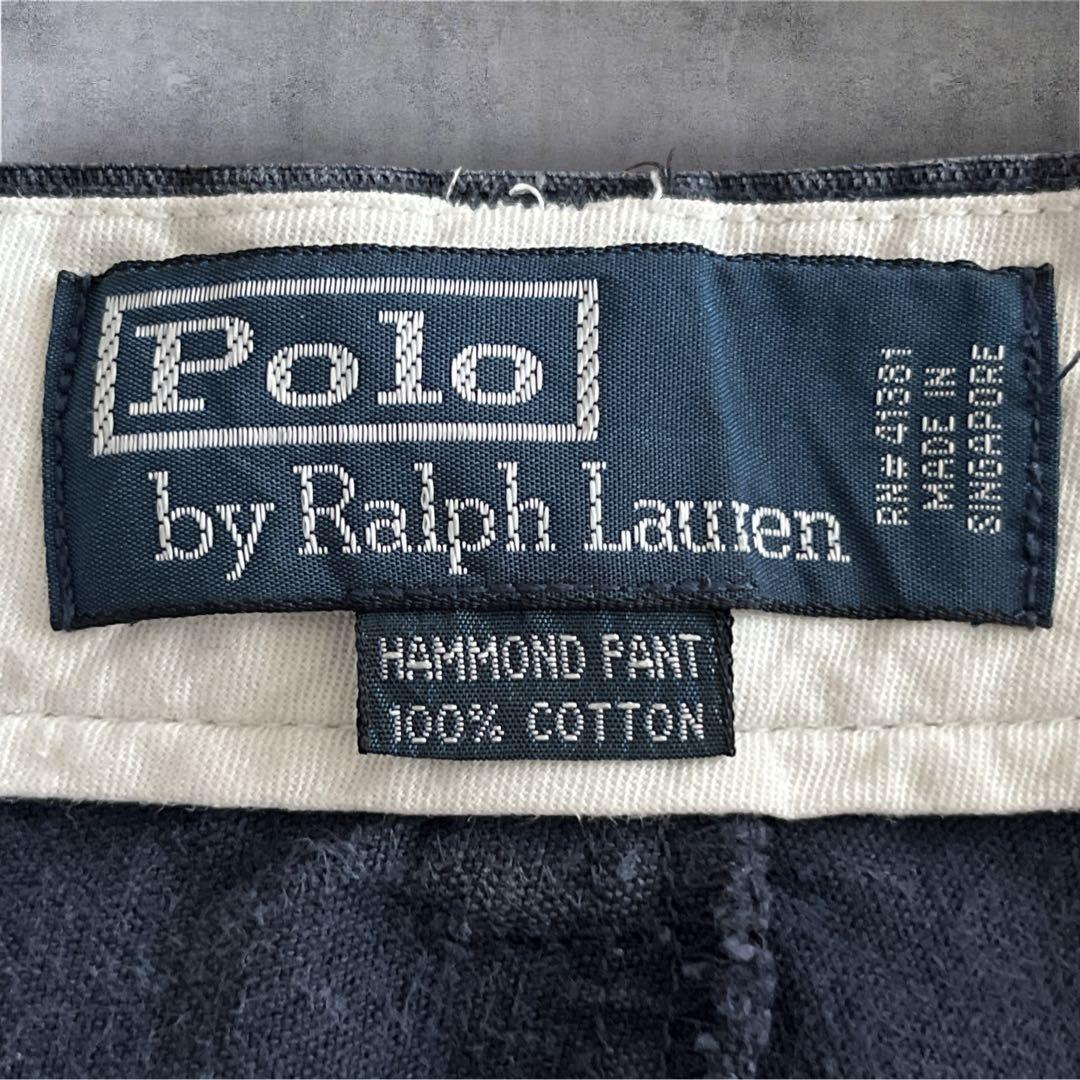 Polo
by Ralph Lauren
RN# 41381
MADE IN
SINGAPORE
HAMMOND PANT
100% COTTON